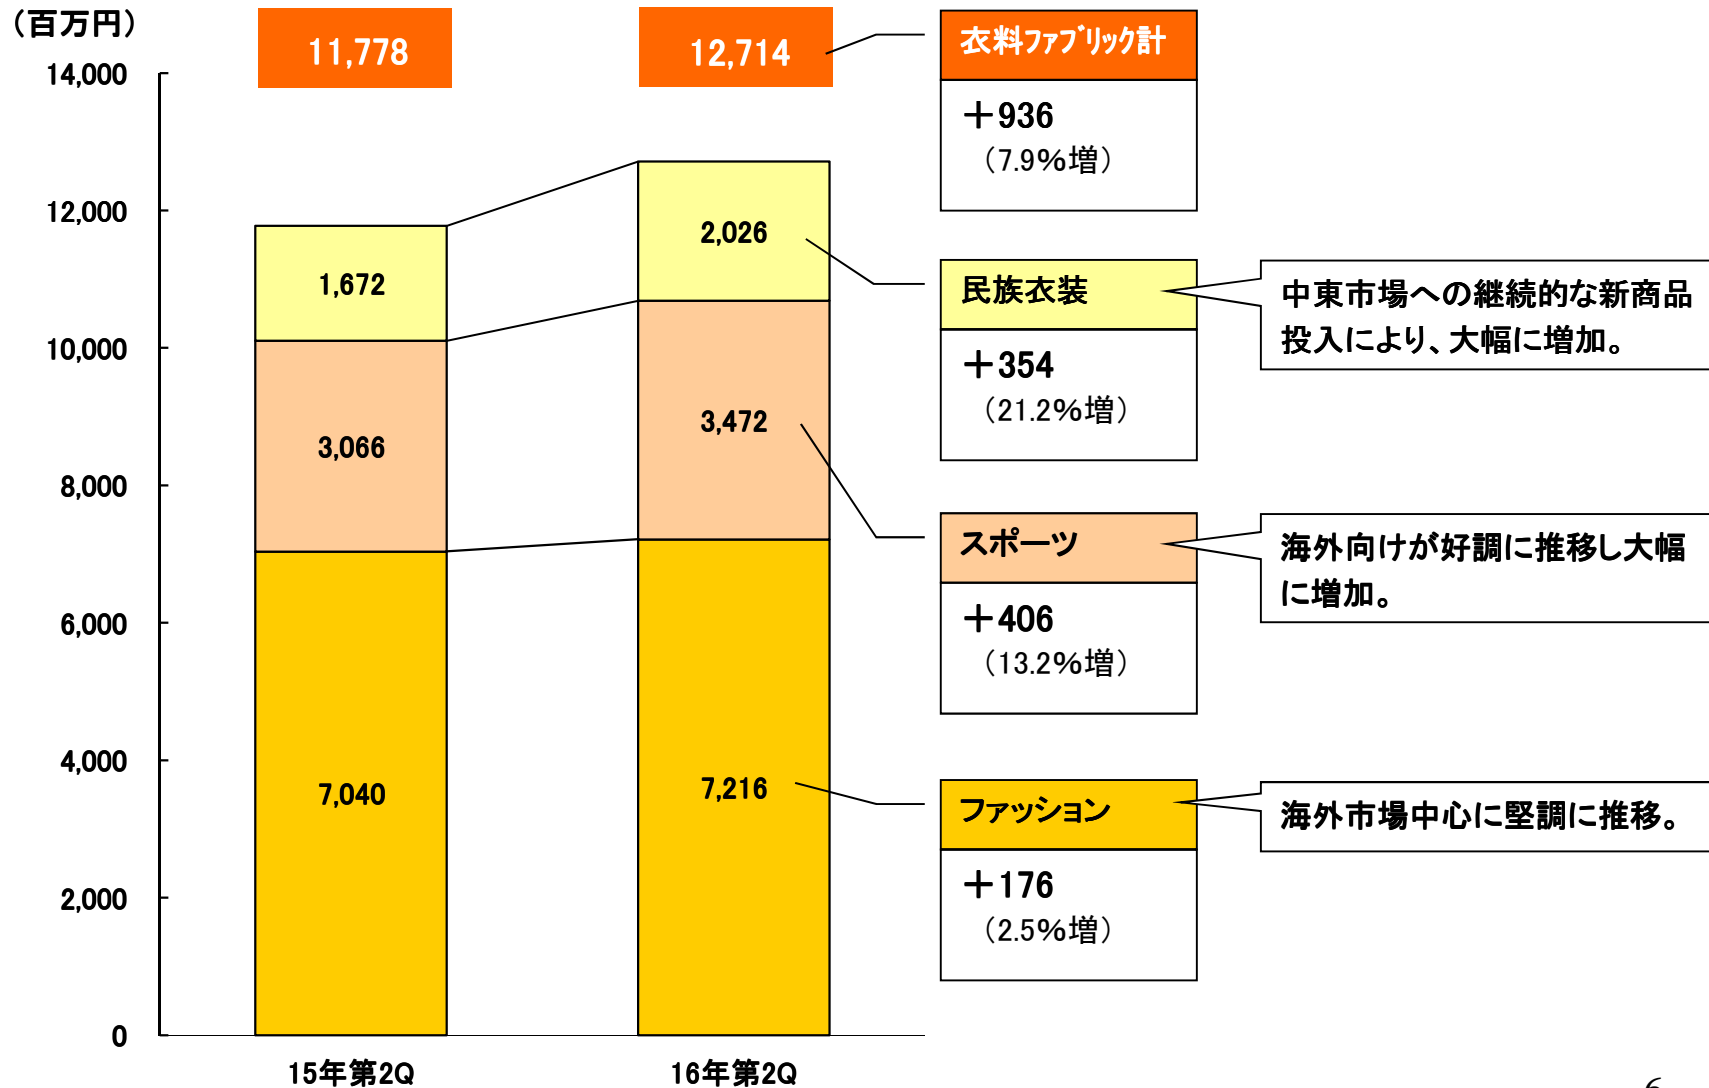 （百万円）
14,000
12,000
10,000
8,000
6,000
4,000
2,000
0
11,778
12,714
1,672
3,066
7,040
2,026
3,472
7,216
15年第2Q
16年第2Q
衣料ファブリック計
＋936
（7.9%増）
民族衣装
＋354
（21.2%増）
中東市場への継続的な新商品
投入により、大幅に増加。
スポーツ
＋406
（13.2%増）
海外向けが好調に推移し大幅
に増加。
ファッション
＋176
（2.5%増）
海外市場中心に堅調に推移。